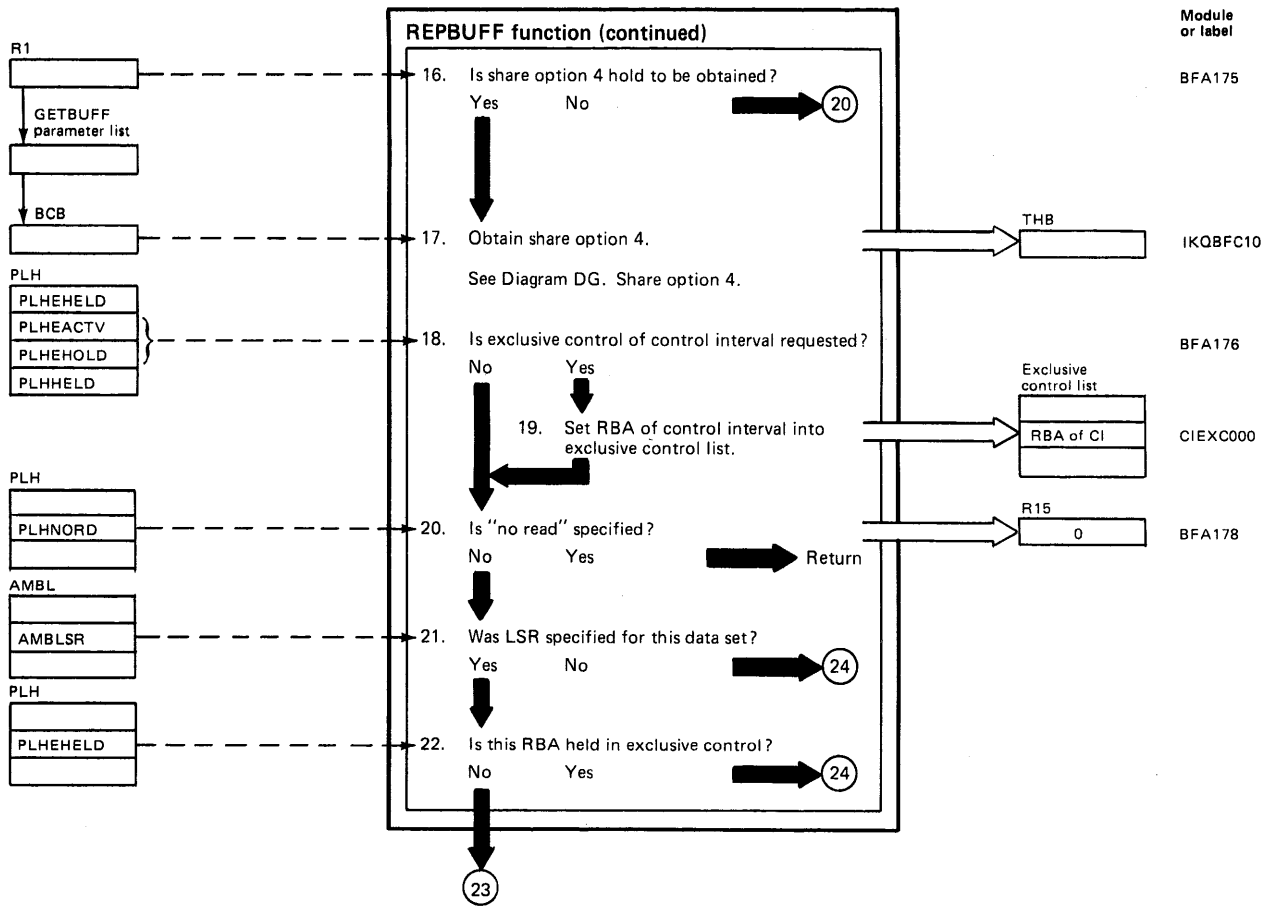 Module
or label
REPBUFF function (continued)
R1
16. Is share option 4 hold to be obtained?
BFA175
Yes No 20
GETBUFF
parameter list
BCB
17. Obtain share option 4.
THB
IKQBFC10
See Diagram DG. Share option 4.
PLH
PLHEHELD
PLHEACTV
PLHEHOLD
PLHHELD
18. Is exclusive control of control interval requested?
BFA176
No Yes
Exclusive
control list
19. Set RBA of control interval into
exclusive control list.
RBA of CI
CIEXC000
PLH
PLHNORD
20. Is "no read" specified?
R15
0
BFA178
No Yes Return
AMBL
AMBLSR
21. Was LSR specified for this data set?
Yes No 24
PLH
PLHEHELD
22. Is this RBA held in exclusive control?
No Yes 24
23